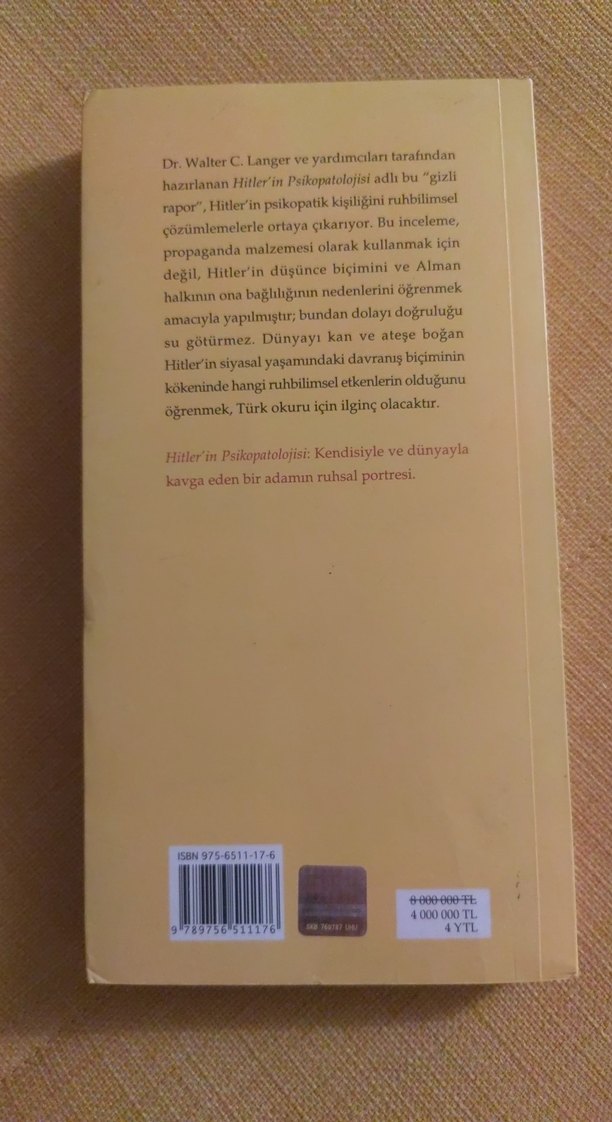 Dr. Walter C. Langer ve yardımcıları tarafından
hazırlanan Hitler'in Psikopatolojisi adlı bu "gizli
rapor", Hitler'in psikopatik kişiliğini ruhbilimsel
çözümlemelerle ortaya çıkarıyor. Bu inceleme,
propaganda malzemesi olarak kullanmak için
değil, Hitler'in düşünce biçimini ve Alman
halkının ona bağlılığının nedenlerini öğrenmek
amacıyla yapılmıştır; bundan dolayı doğruluğu
su götürmez. Dünyayı kan ve ateşe boğan
Hitler'in siyasal yaşamındaki davranış biçiminin
kökeninde hangi ruhbilimsel etkenlerin olduğunu
öğrenmek, Türk okuru için ilginç olacaktır.
Hitler'in Psikopatolojisi: Kendisiyle ve dünyayla
kavga eden bir adamın ruhsal portresi.
ISBN 975-6511-17-6
9 789756 511176
8 000 000 TL
4 000 000 TL
4 YTL